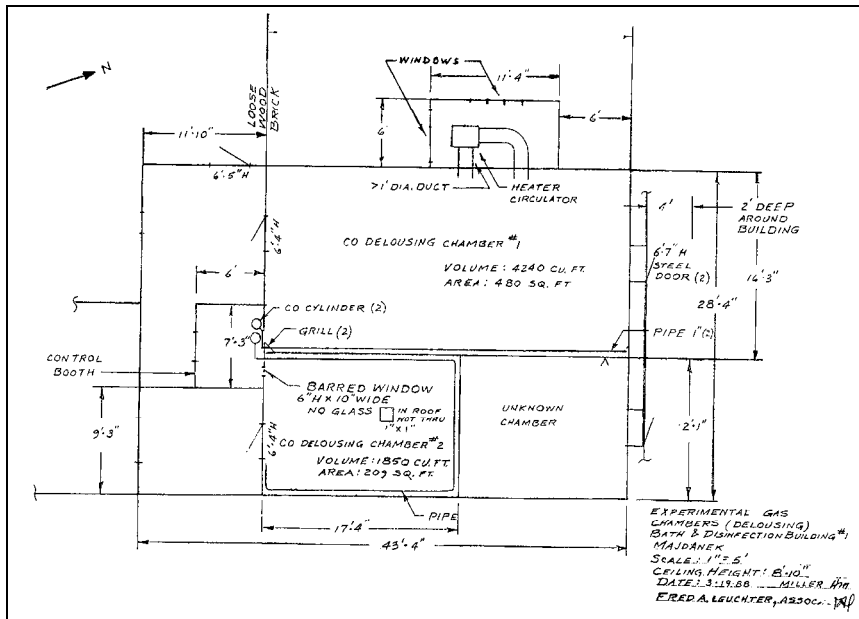 N
LOOSE
WOOD
BRICK
WINDOWS
11'-4"
6'
6'
11'-10"
6'-5"H
>1' DIA. DUCT
HEATER
CIRCULATOR
4'
2' DEEP
AROUND
BUILDING
CO DELOUSING CHAMBER #1
VOLUME: 4240 CU. FT.
AREA: 480 SQ. FT
6'-4"H
6'-7"H
STEEL
DOOR (2)
16'-3"
28'-4"
6'
CO CYLINDER (2)
GRILL (2)
7'-3"
PIPE 1" (2)
CONTROL
BOOTH
BARRED WINDOW
6"H X 10" WIDE
NO GLASS
IN ROOF
NOT THRU
1" X 1"
UNKNOWN
CHAMBER
12'-1"
9'-3"
6'-4"H
CO DELOUSING CHAMBER #2
VOLUME: 1850 CU. FT.
AREA: 209 SQ. FT.
PIPE
17'-4"
43'-4"
EXPERIMENTAL GAS
CHAMBERS (DELOUSING)
BATH & DISINFECTION BUILDING #1
MAJDANEK
SCALE: 1" = 5'
CEILING HEIGHT: 8'-10"
DATE: 3-19-88 MILLER
FRED A. LEUCHTER, ASSOC.